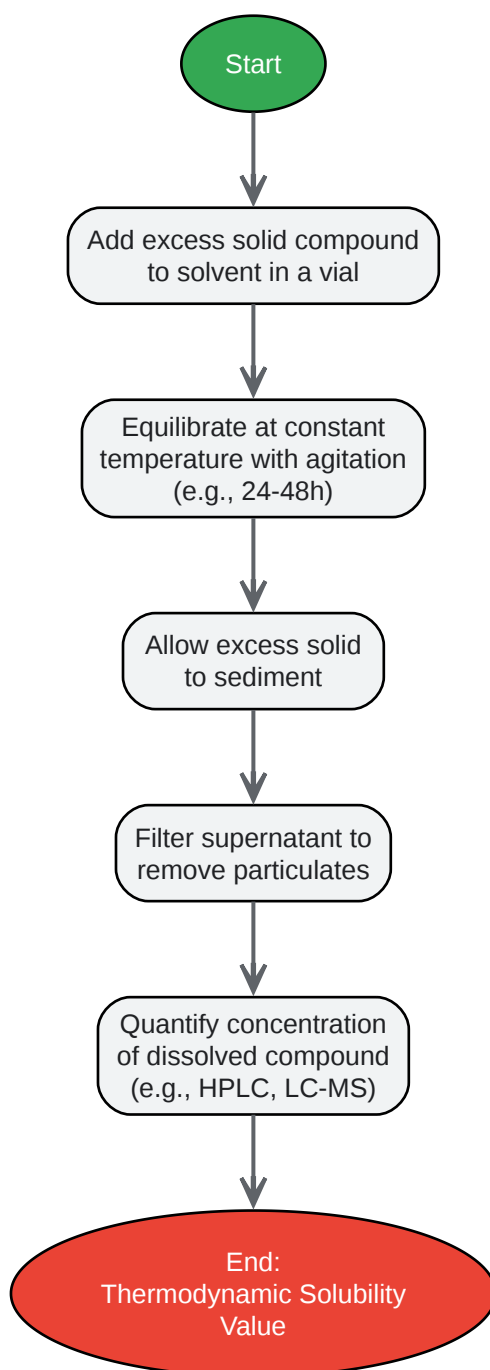 Start
Add excess solid compound
to solvent in a vial
Equilibrate at constant
temperature with agitation
(e.g., 24-48h)
Allow excess solid
to sediment
Filter supernatant to
remove particulates
Quantify concentration
of dissolved compound
(e.g., HPLC, LC-MS)
End:
Thermodynamic Solubility
Value